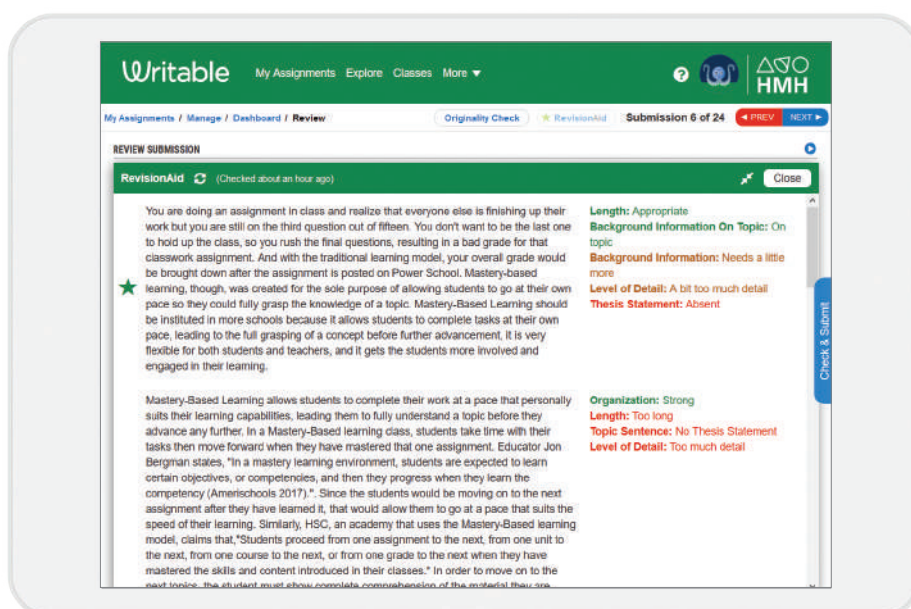 Writable
My Assignments Explore Classes More ▼
?
HMH
My Assignments / Manage / Dashboard / Review
Originality Check
★ RevisionAid
Submission 6 of 24
◄ PREV
NEXT ►
REVIEW SUBMISSION
RevisionAid (Checked about an hour ago)
Close
You are doing an assignment in class and realize that everyone else is finishing up their
work but you are still on the third question out of fifteen. You don't want to be the last one
to hold up the class, so you rush the final questions, resulting in a bad grade for that
classwork assignment. And with the traditional learning model, your overall grade would
be brought down after the assignment is posted on Power School. Mastery-based
learning, though, was created for the sole purpose of allowing students to go at their own
pace so they could fully grasp the knowledge of a topic. Mastery-Based Learning should
be instituted in more schools because it allows students to complete tasks at their own
pace, leading to the full grasping of a concept before further advancement, it is very
flexible for both students and teachers, and it gets the students more involved and
engaged in their learning.
Length: Appropriate
Background Information On Topic: On
topic
Background Information: Needs a little
more
Level of Detail: A bit too much detail
Thesis Statement: Absent
Check & Submit
Mastery-Based Learning allows students to complete their work at a pace that personally
suits their learning capabilities, leading them to fully understand a topic before they
advance any further. In a Mastery-Based learning class, students take time with their
tasks then move forward when they have mastered that one assignment. Educator Jon
Bergman states, "In a mastery learning environment, students are expected to learn
certain objectives, or competencies, and then they progress when they learn the
competency (Amerischools 2017).". Since the students would be moving on to the next
assignment after they have learned it, that would allow them to go at a pace that suits the
speed of their learning. Similarly, HSC, an academy that uses the Mastery-Based learning
model, claims that,"Students proceed from one assignment to the next, from one unit to
the next, from one course to the next, or from one grade to the next when they have
mastered the skills and content introduced in their classes." In order to move on to the
next topics, the student must show complete comprehension of the material they are
Organization: Strong
Length: Too long
Topic Sentence: No Thesis Statement
Level of Detail: Too much detail